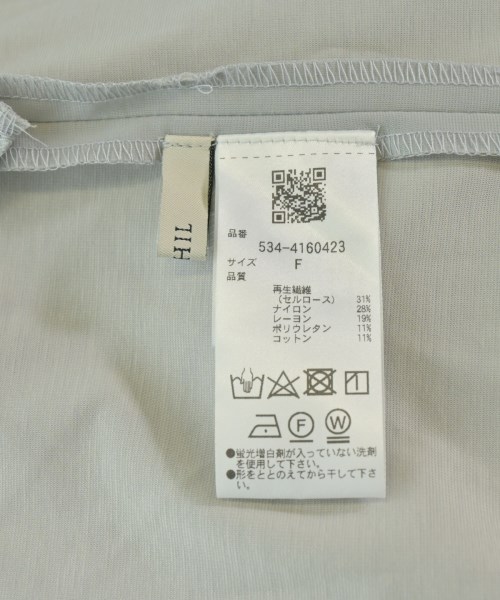 HIL
品番
534-4160423
サイズ F
品質
再生繊維
(セルロース) 31%
ナイロン 28%
レーヨン 19%
ポリウレタン 11%
コットン 11%
F W
●蛍光増白剤が入っていない洗剤
を使用して下さい。
●形をととのえてから干して下さ
い。